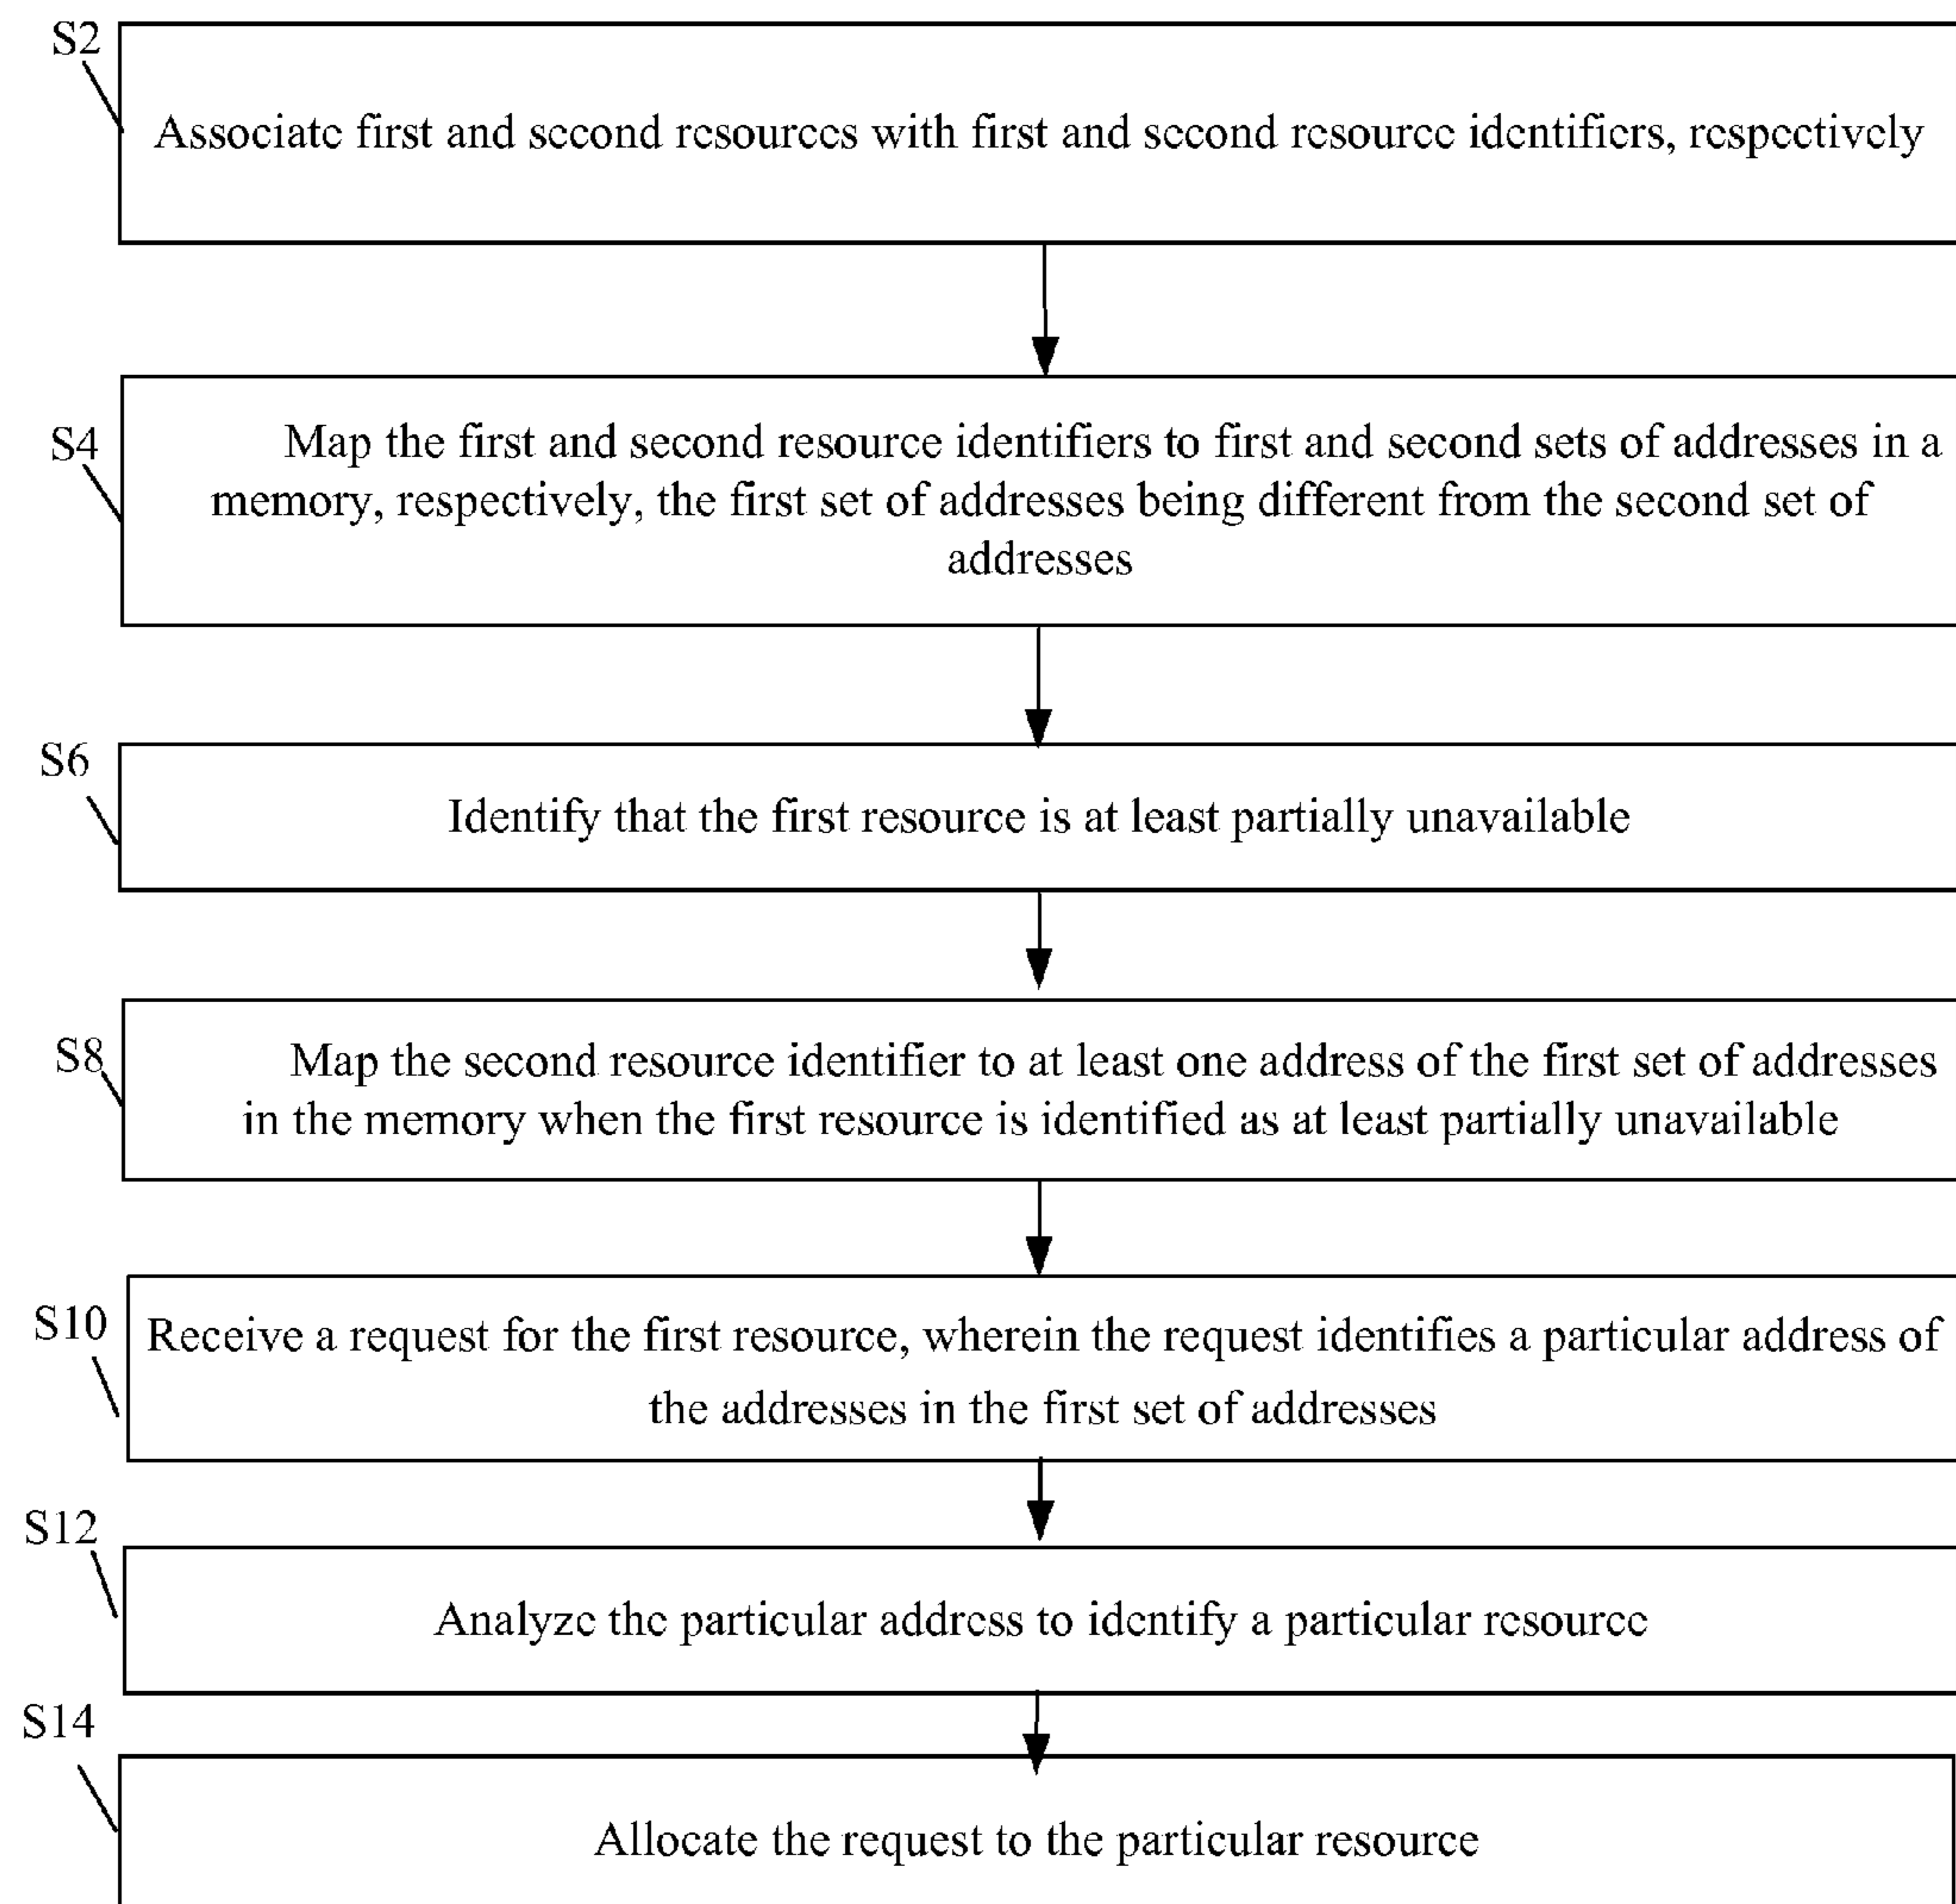 S2
Associate first and second resources with first and second resource identifiers, respectively
S4
Map the first and second resource identifiers to first and second sets of addresses in a
memory, respectively, the first set of addresses being different from the second set of
addresses
S6
Identify that the first resource is at least partially unavailable
S8
Map the second resource identifier to at least one address of the first set of addresses
in the memory when the first resource is identified as at least partially unavailable
S10
Receive a request for the first resource, wherein the request identifies a particular address of
the addresses in the first set of addresses
S12
Analyze the particular address to identify a particular resource
S14
Allocate the request to the particular resource